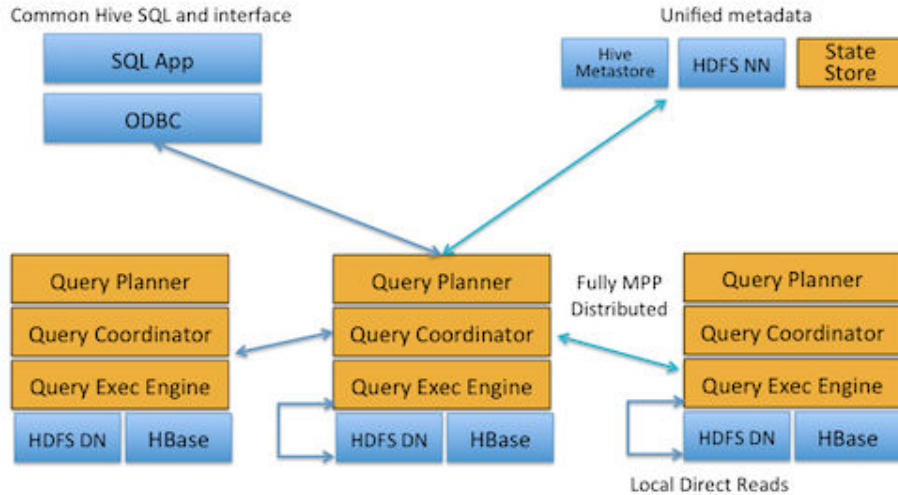 Common Hive SQL and interface
SQL App
ODBC
Unified metadata
Hive
Metastore
HDFS NN
State
Store
Query Planner
Query Coordinator
Query Exec Engine
HDFS DN
HBase
Query Planner
Query Coordinator
Query Exec Engine
HDFS DN
HBase
Fully MPP
Distributed
Query Planner
Query Coordinator
Query Exec Engine
HDFS DN
HBase
Local Direct Reads